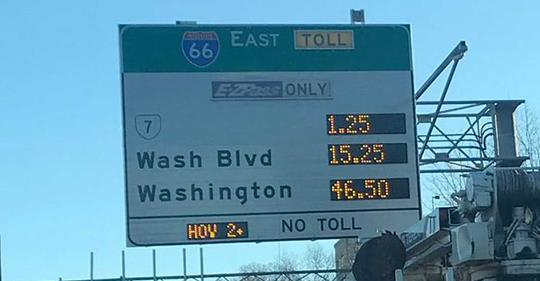 INTERSTATE
66 EAST TOLL
E-ZPass ONLY
7 1.25
Wash Blvd 15.25
Washington 46.50
HOV 2+ NO TOLL